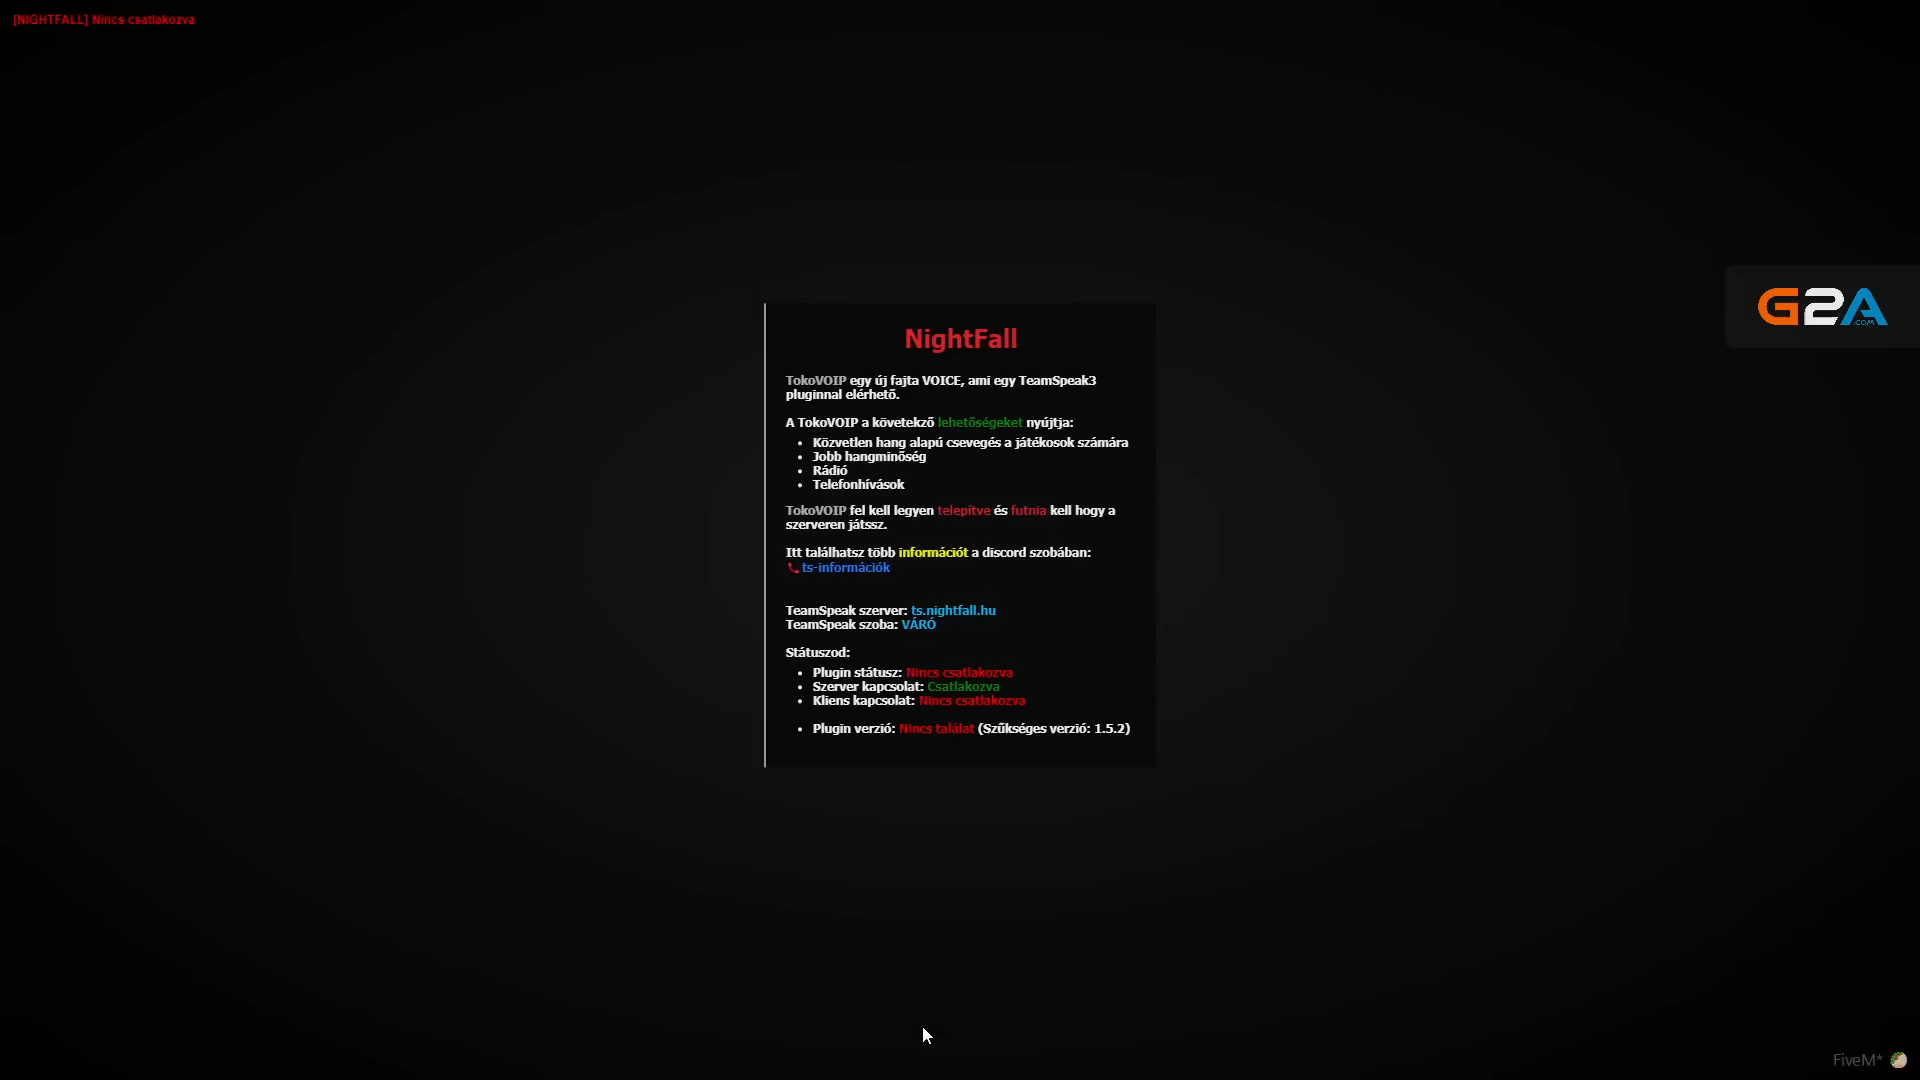 [NIGHTFALL] Nincs csatlakozva
G2A
.COM
NightFall
TokoVOIP egy új fajta VOICE, ami egy TeamSpeak3
pluginnal elérhető.
A TokoVOIP a követekző lehetőségeket nyújtja:
• Közvetlen hang alapú csevegés a játékosok számára
• Jobb hangminőség
• Rádió
• Telefonhívások
TokoVOIP fel kell legyen telepítve és futnia kell hogy a
szerveren játssz.
Itt találhatsz több információt a discord szobában:
ts-információk
TeamSpeak szerver: ts.nightfall.hu
TeamSpeak szoba: VÁRÓ
Státuszod:
• Plugin státusz: Nincs csatlakozva
• Szerver kapcsolat: Csatlakozva
• Kliens kapcsolat: Nincs csatlakozva
• Plugin verzió: Nincs találat (Szűkséges verzió: 1.5.2)
FiveM*